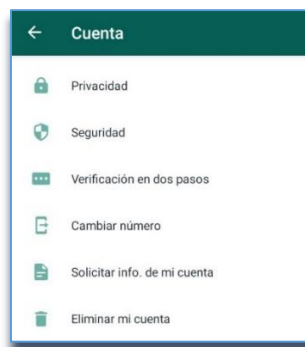 Cuenta
Privacidad
Seguridad
Verificación en dos pasos
Cambiar número
Solicitar info. de mi cuenta
Eliminar mi cuenta